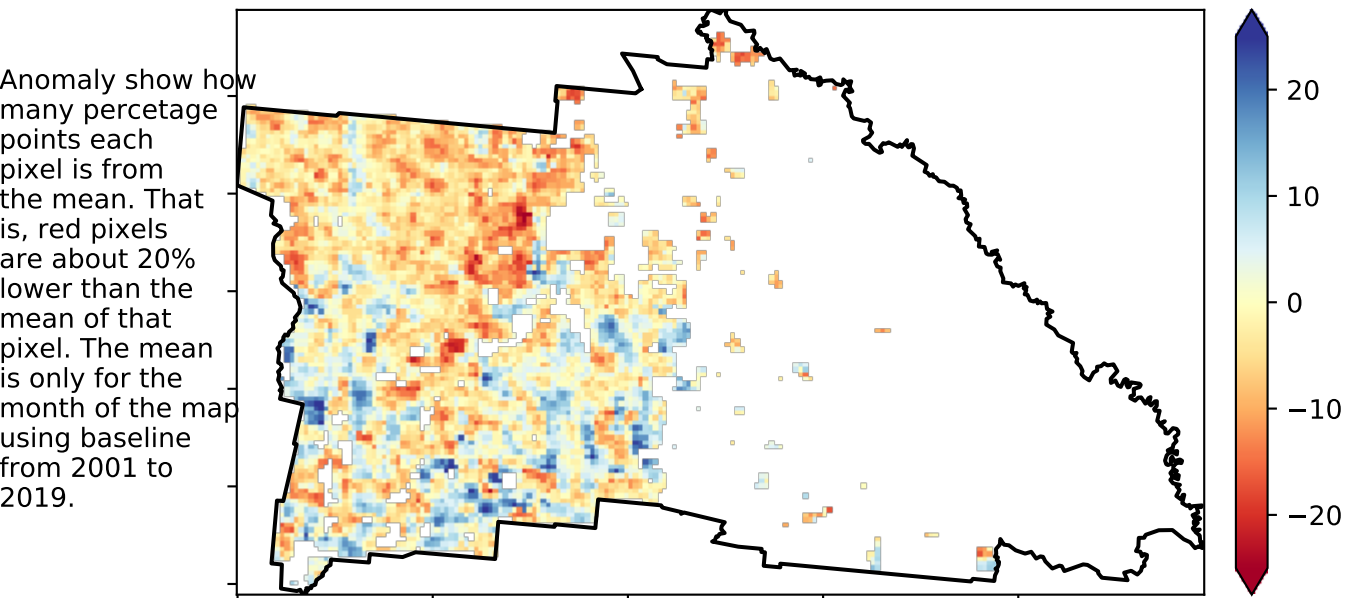 Anomaly show how
many percetage
points each
pixel is from
the mean. That
is, red pixels
are about 20%
lower than the
mean of that
pixel. The mean
is only for the
month of the map
using baseline
from 2001 to
2019.
20
10
0
−10
−20